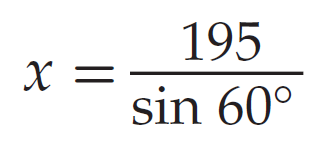 x = 195 / sin 60°